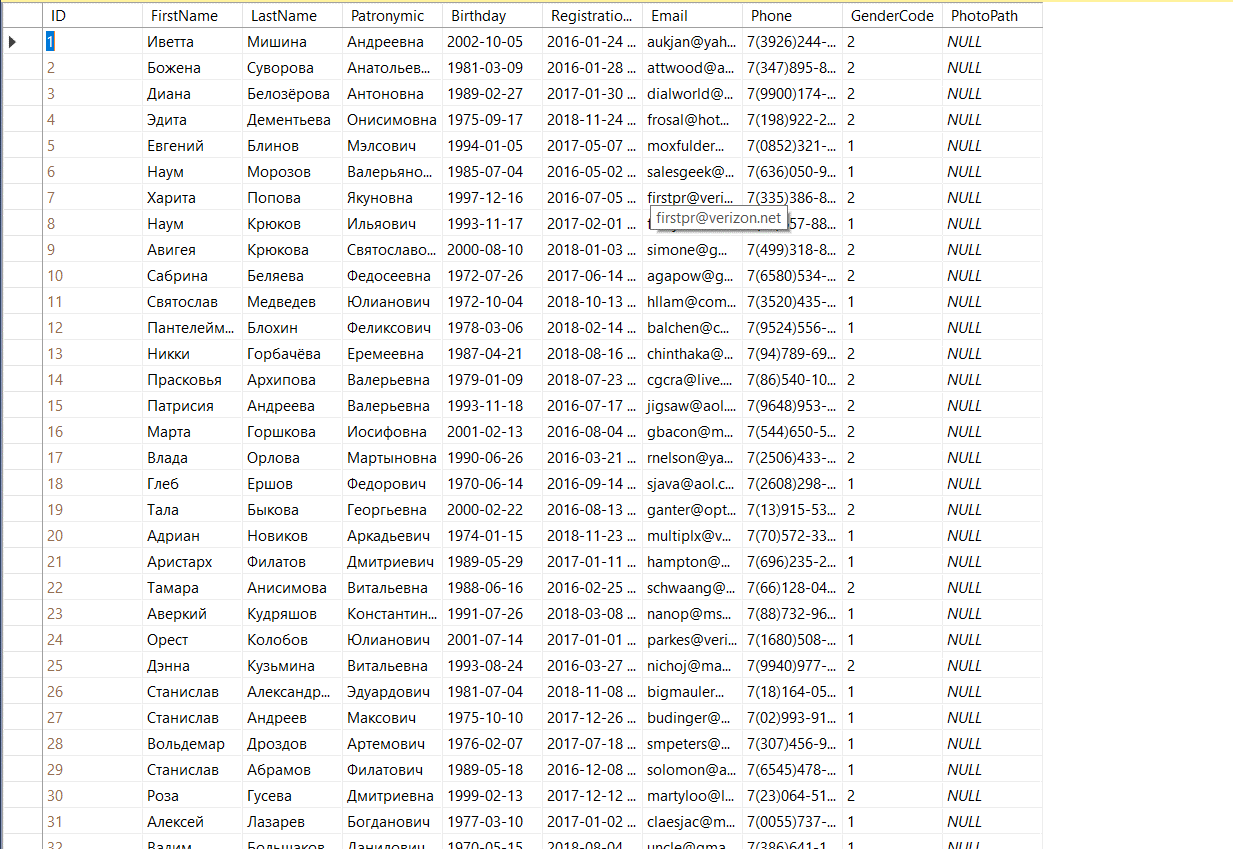 ID FirstName LastName Patronymic Birthday Registratio... Email Phone GenderCode PhotoPath
1 Иветта Мишина Андреевна 2002-10-05 2016-01-24 ... aukjan@yah... 7(3926)244-... 2 NULL
2 Божена Суворова Анатольев... 1981-03-09 2016-01-28 ... attwood@a... 7(347)895-8... 2 NULL
3 Диана Белозёрова Антоновна 1989-02-27 2017-01-30 ... dialworld@... 7(9900)174-... 2 NULL
4 Эдита Дементьева Онисимовна 1975-09-17 2018-11-24 ... frosal@hot... 7(198)922-2... 2 NULL
5 Евгений Блинов Мэлсович 1994-01-05 2017-05-07 ... moxfulder... 7(0852)321-... 1 NULL
6 Наум Морозов Валерьяно... 1985-07-04 2016-05-02 ... salesgeek@... 7(636)050-9... 1 NULL
7 Харита Попова Якуновна 1997-12-16 2016-07-05 ... firstpr@veri... 7(335)386-8... 2 NULL
firstpr@verizon.net
8 Наум Крюков Ильякович 1993-11-17 2017-02-01 ... 57-88... 1 NULL
9 Авигея Крюкова Святославо... 2000-08-10 2018-01-03 ... simone@g... 7(499)318-8... 2 NULL
10 Сабрина Беляева Федосеевна 1972-07-26 2017-06-14 ... agapow@g... 7(6580)534-... 2 NULL
11 Святослав Медведев Юлианович 1972-10-04 2018-10-13 ... hllam@com... 7(3520)435-... 1 NULL
12 Пантелейм... Блохин Феликсович 1978-03-06 2018-02-14 ... balchen@c... 7(9524)556-... 1 NULL
13 Никки Горбачёва Еремеевна 1987-04-21 2018-08-16 ... chinthaka@... 7(94)789-69... 2 NULL
14 Прасковья Архипова Валерьевна 1979-01-09 2018-07-23 ... cgcra@live.... 7(86)540-10... 2 NULL
15 Патрисия Андреева Валерьевна 1993-11-18 2016-07-17 ... jigsaw@aol.... 7(9648)953-... 2 NULL
16 Марта Горшкова Иосифовна 2001-02-13 2016-08-04 ... gbacon@m... 7(544)650-5... 2 NULL
17 Влада Орлова Мартыновна 1990-06-26 2016-03-21 ... rnelson@ya... 7(2506)433-... 2 NULL
18 Глеб Ершов Федорович 1970-06-14 2016-09-14 ... sjava@aol.c... 7(2608)298-... 1 NULL
19 Тала Быкова Георгьевна 2000-02-22 2016-08-13 ... ganter@opt... 7(13)915-53... 2 NULL
20 Адриан Новиков Аркадьевич 1974-01-15 2018-11-23 ... multiplx@v... 7(70)572-33... 1 NULL
21 Аристарх Филатов Дмитриевич 1989-05-29 2017-01-11 ... hampton@... 7(696)235-2... 1 NULL
22 Тамара Анисимова Витальевна 1988-06-16 2016-02-25 ... schwaang@... 7(66)128-04... 2 NULL
23 Аверкий Кудряшов Константин... 1991-07-26 2018-03-08 ... nanop@ms... 7(88)732-96... 1 NULL
24 Орест Колобов Юлианович 2001-07-14 2017-01-01 ... parkes@veri... 7(1680)508-... 1 NULL
25 Дэнна Кузьмина Витальевна 1993-08-24 2016-03-27 ... nichoj@ma... 7(9940)977-... 2 NULL
26 Станислав Александр... Эдуардович 1981-07-04 2018-11-08 ... bigmauler... 7(18)164-05... 1 NULL
27 Станислав Андреев Максович 1975-10-10 2017-12-26 ... budinger@... 7(02)993-91... 1 NULL
28 Вольдемар Дроздов Артемович 1976-02-07 2017-07-18 ... smpeters@... 7(307)456-9... 1 NULL
29 Станислав Абрамов Филатович 1989-05-18 2016-12-08 ... solomon@a... 7(6545)478-... 1 NULL
30 Роза Гусева Дмитриевна 1999-02-13 2017-12-12 ... martyloo@l... 7(23)064-51... 2 NULL
31 Алексей Лазарев Богданович 1977-03-10 2017-01-02 ... claesjac@m... 7(0055)737-... 1 NULL
32 Вадим Большаков Данилович 1970-05-15 2018-08-04 ... uncle@gma... 7(386)641-1... 1 NULL